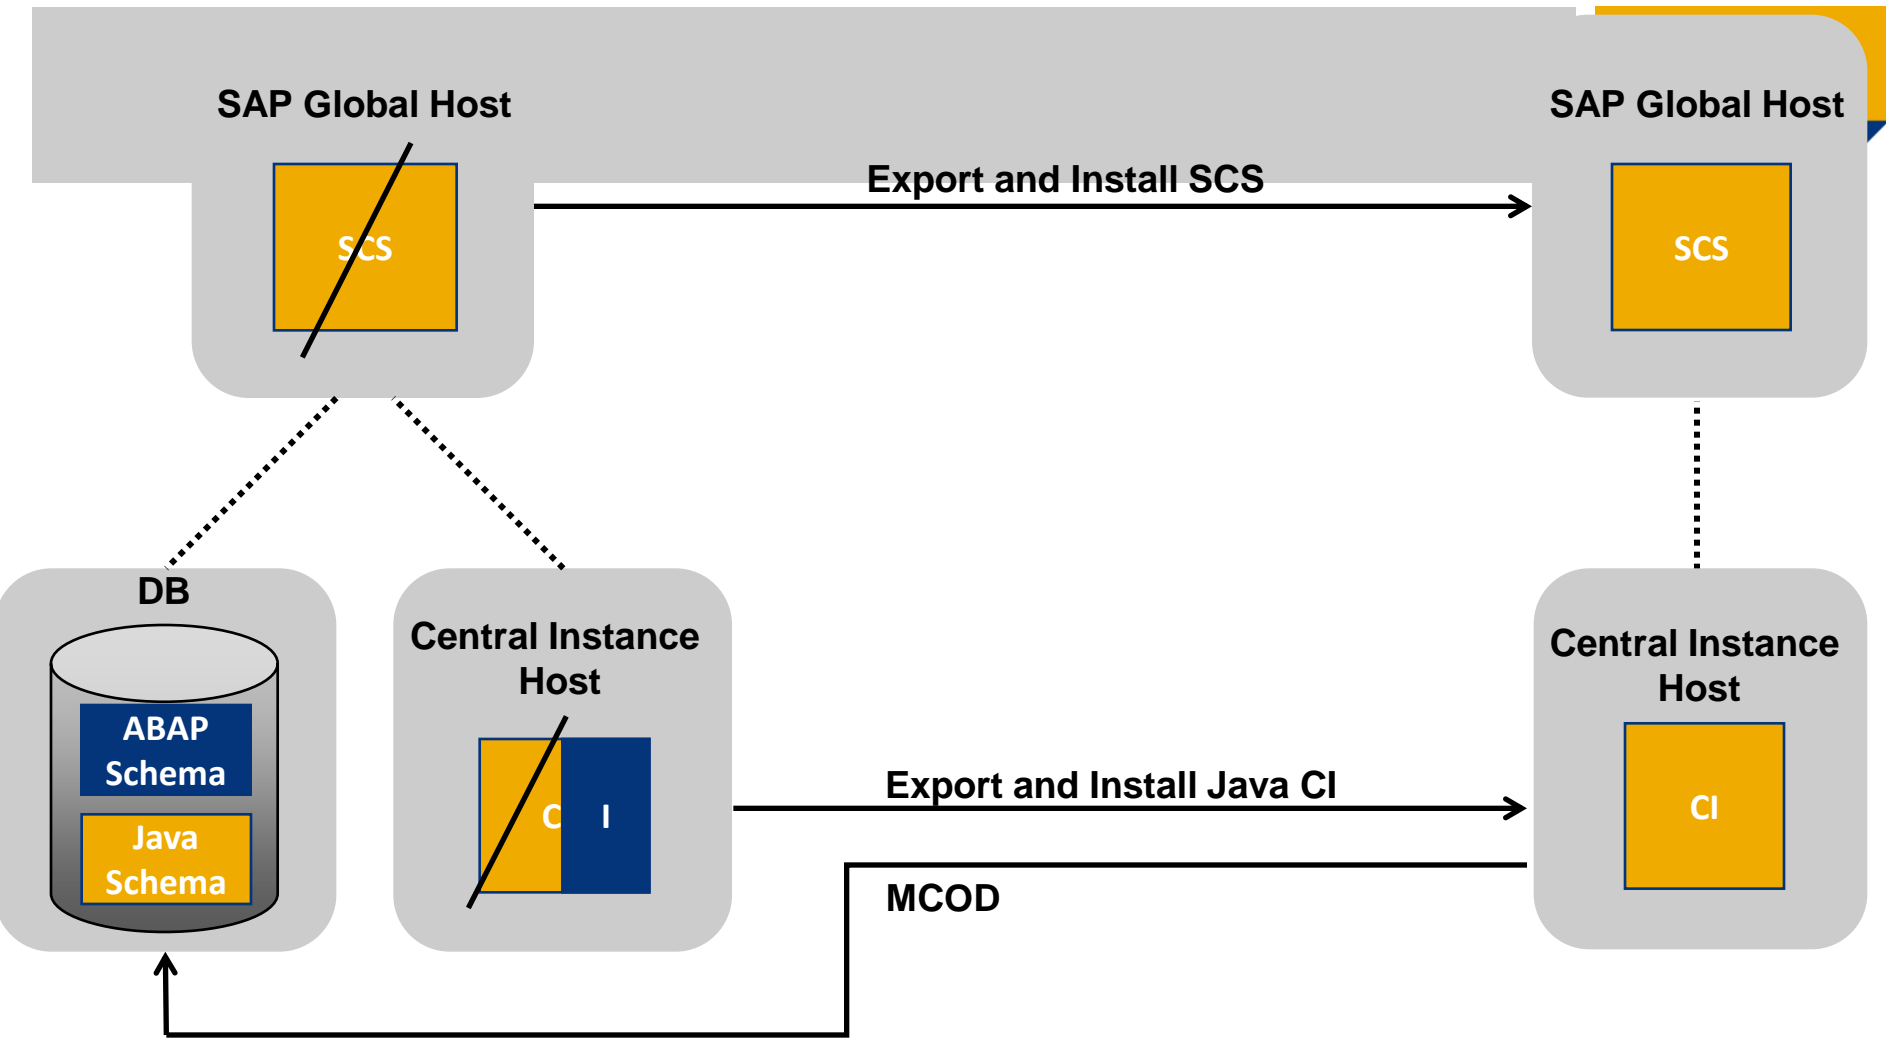 SAP Global Host
SAP Global Host
Export and Install SCS
SCS
SCS
DB
Central Instance
Host
Central Instance
Host
ABAP
Schema
Java
Schema
C I
Export and Install Java CI
CI
MCOD